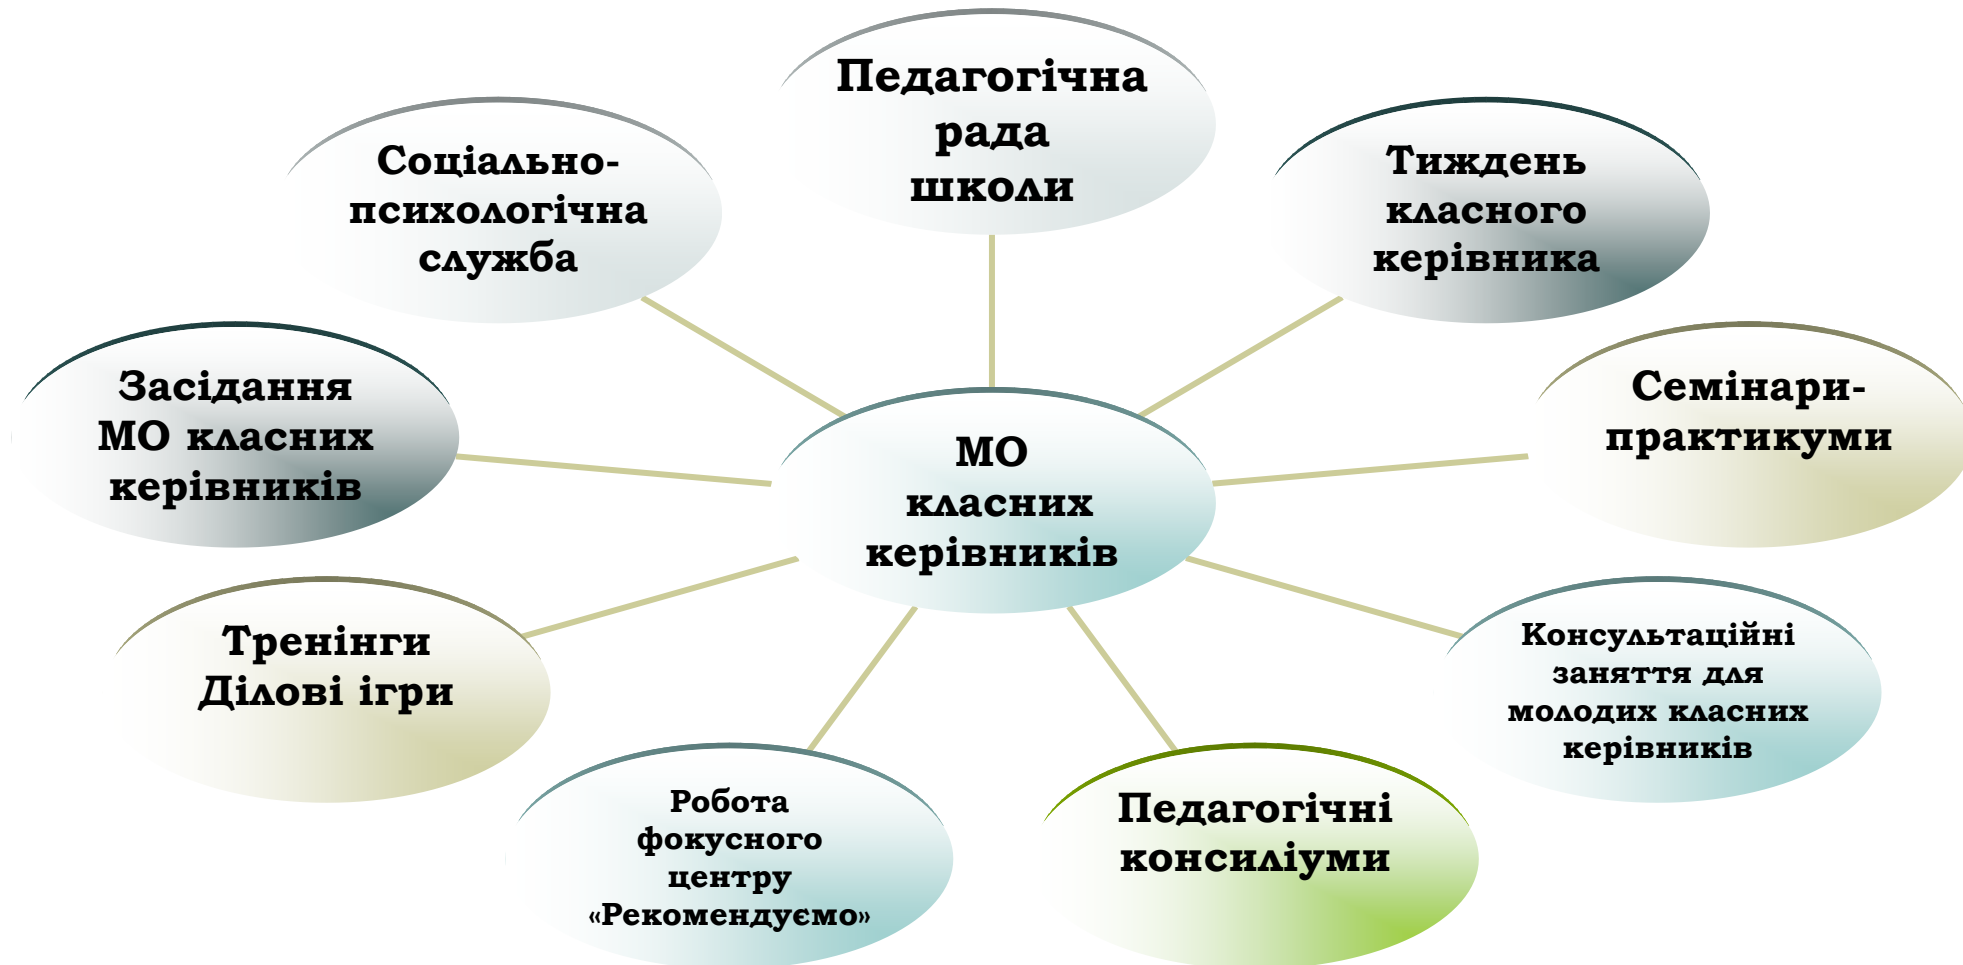 Педагогічна
рада
школи
Соціально-
психологічна
служба
Тиждень
класного
керівника
Засідання
МО класних
керівників
МО
класних
керівників
Семінари-
практикуми
Тренінги
Ділові ігри
Консультаційні
заняття для
молодих класних
керівників
Робота
фокусного
центру
«Рекомендуємо»
Педагогічні
консиліуми